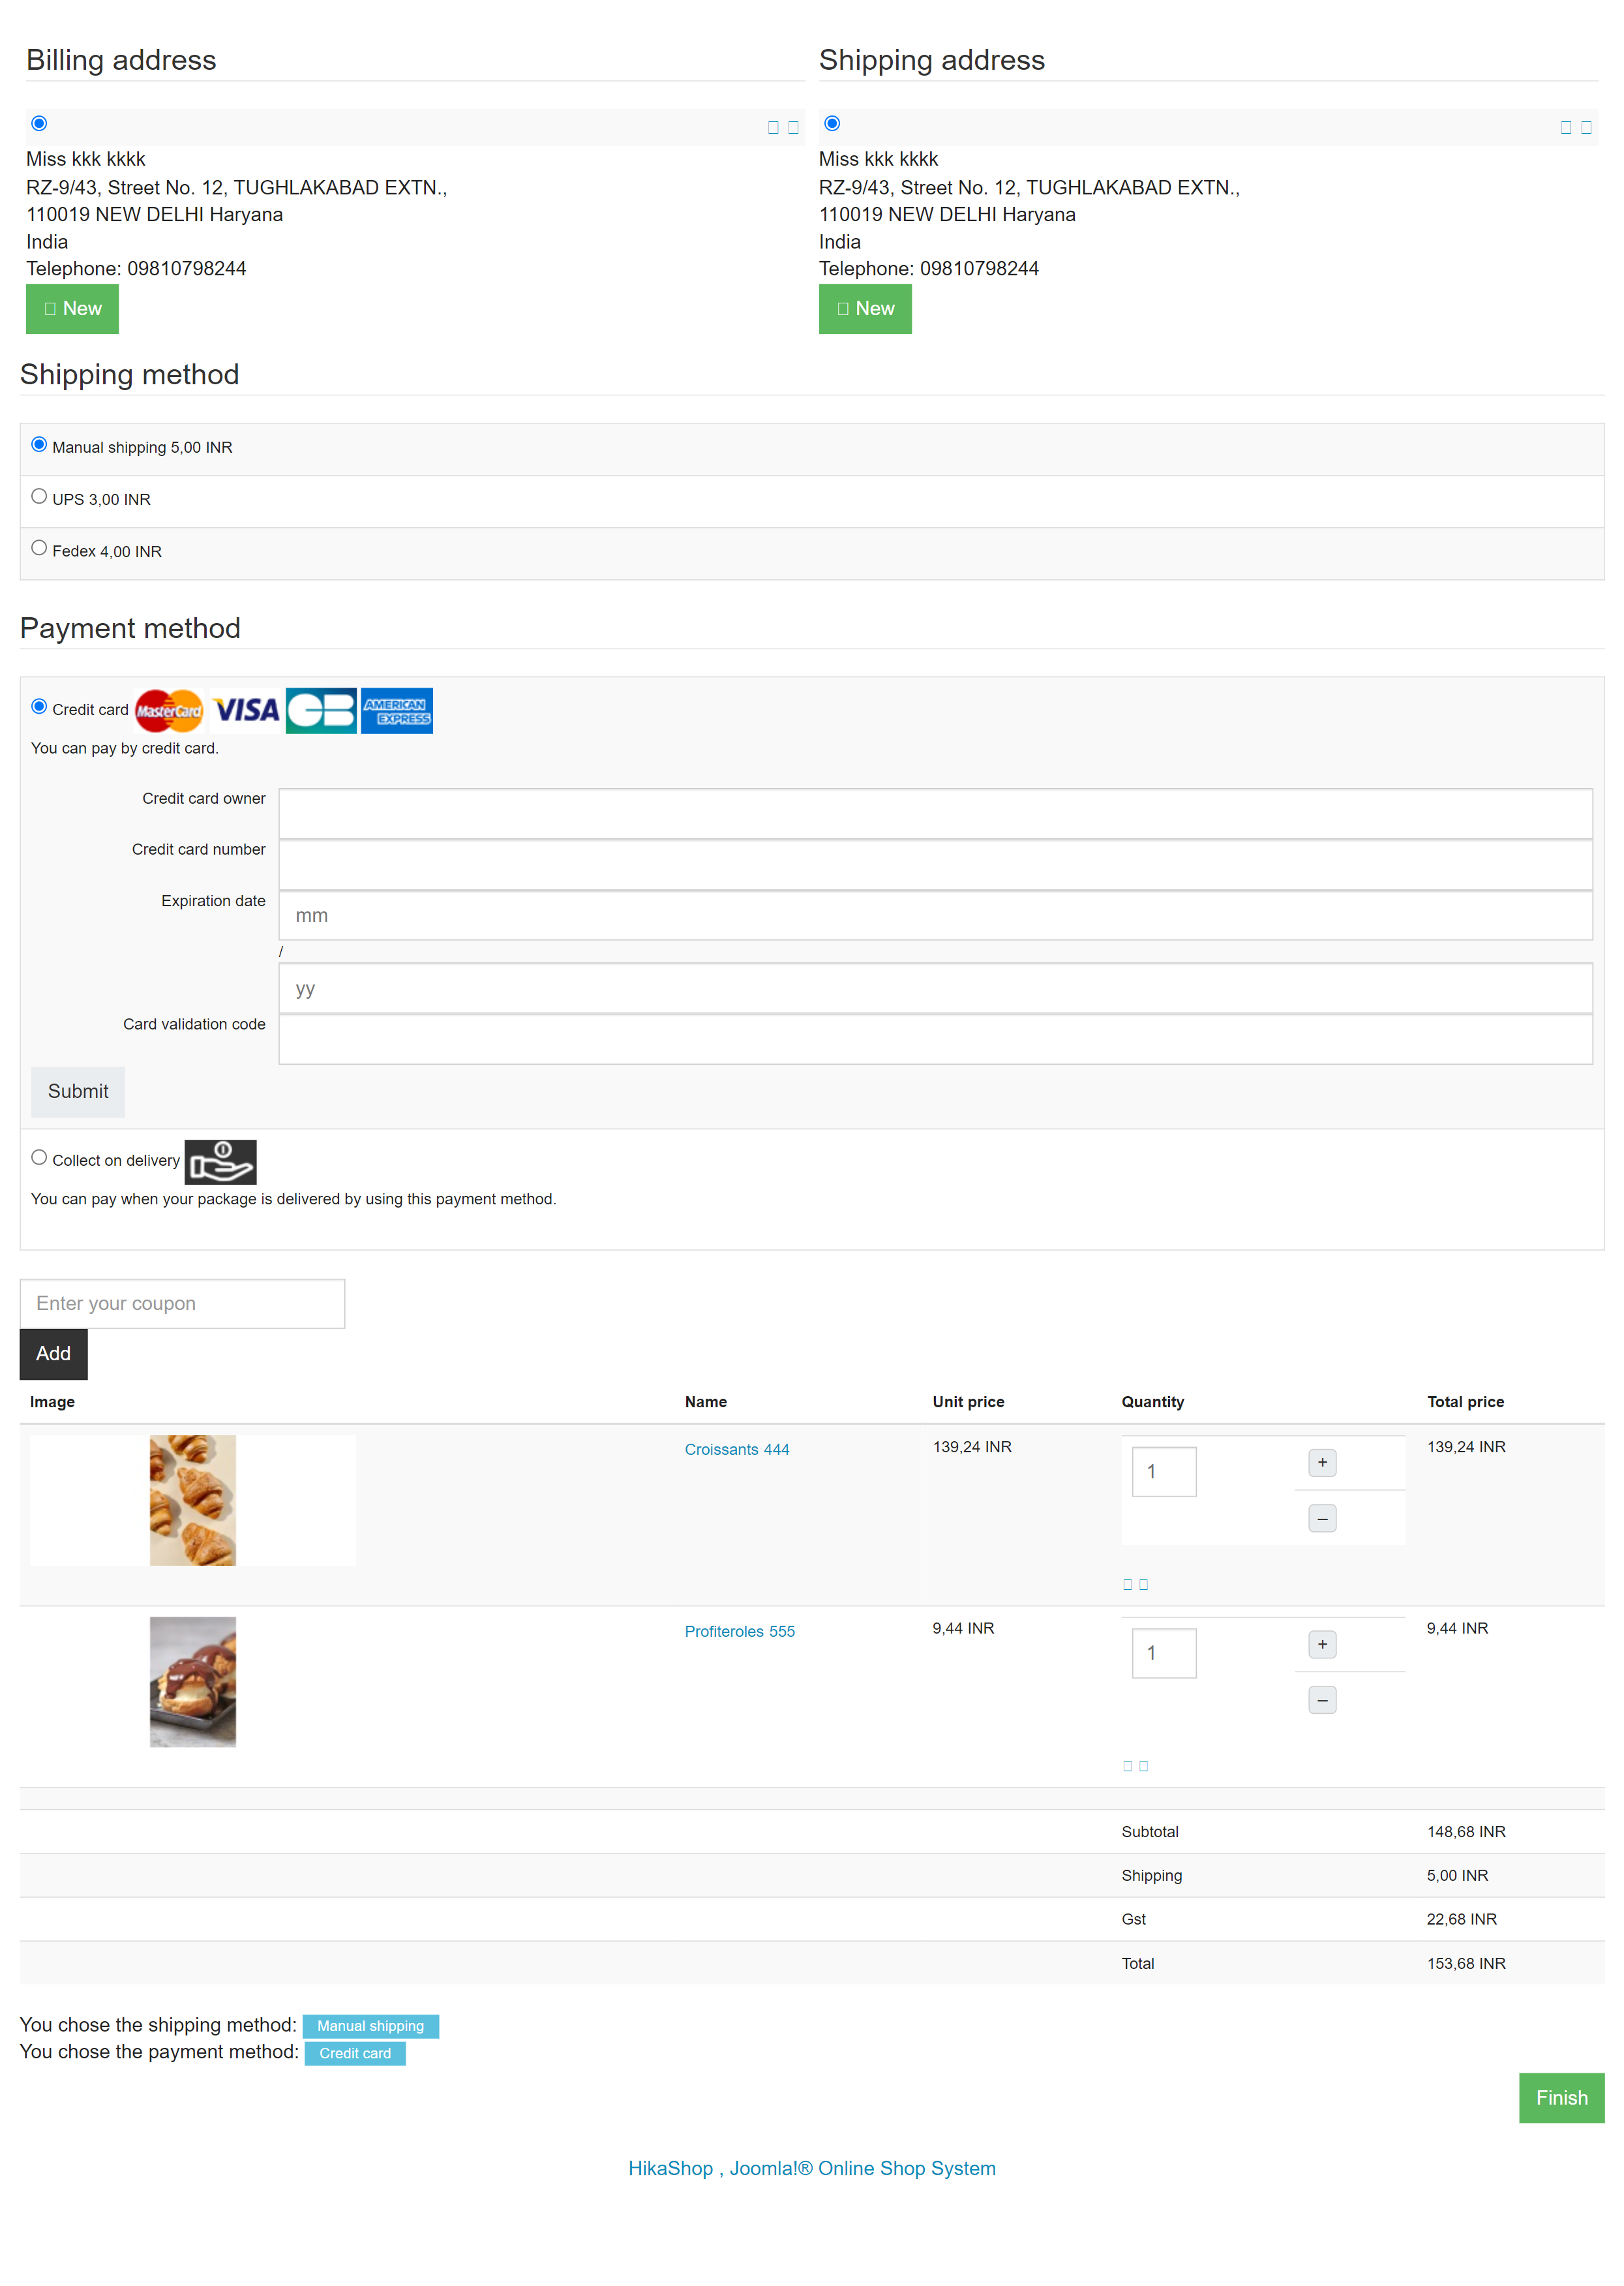 Billing address
Miss kkk kkkk
RZ-9/43, Street No. 12, TUGHLAKABAD EXTN.,
110019 NEW DELHI Haryana
India
Telephone: 09810798244
New
Shipping address
Miss kkk kkkk
RZ-9/43, Street No. 12, TUGHLAKABAD EXTN.,
110019 NEW DELHI Haryana
India
Telephone: 09810798244
New
Shipping method
Manual shipping 5,00 INR
UPS 3,00 INR
Fedex 4,00 INR
Payment method
Credit card MasterCard VISA CB AMERICAN EXPRESS
You can pay by credit card.
Credit card owner
Credit card number
Expiration date mm
/
yy
Card validation code
Submit
Collect on delivery
You can pay when your package is delivered by using this payment method.
Enter your coupon
Add
Image Name Unit price Quantity Total price
Croissants 444 139,24 INR 1 + 139,24 INR
–
Profiteroles 555 9,44 INR 1 + 9,44 INR
–
Subtotal 148,68 INR
Shipping 5,00 INR
Gst 22,68 INR
Total 153,68 INR
You chose the shipping method: Manual shipping
You chose the payment method: Credit card
Finish
HikaShop , Joomla!® Online Shop System